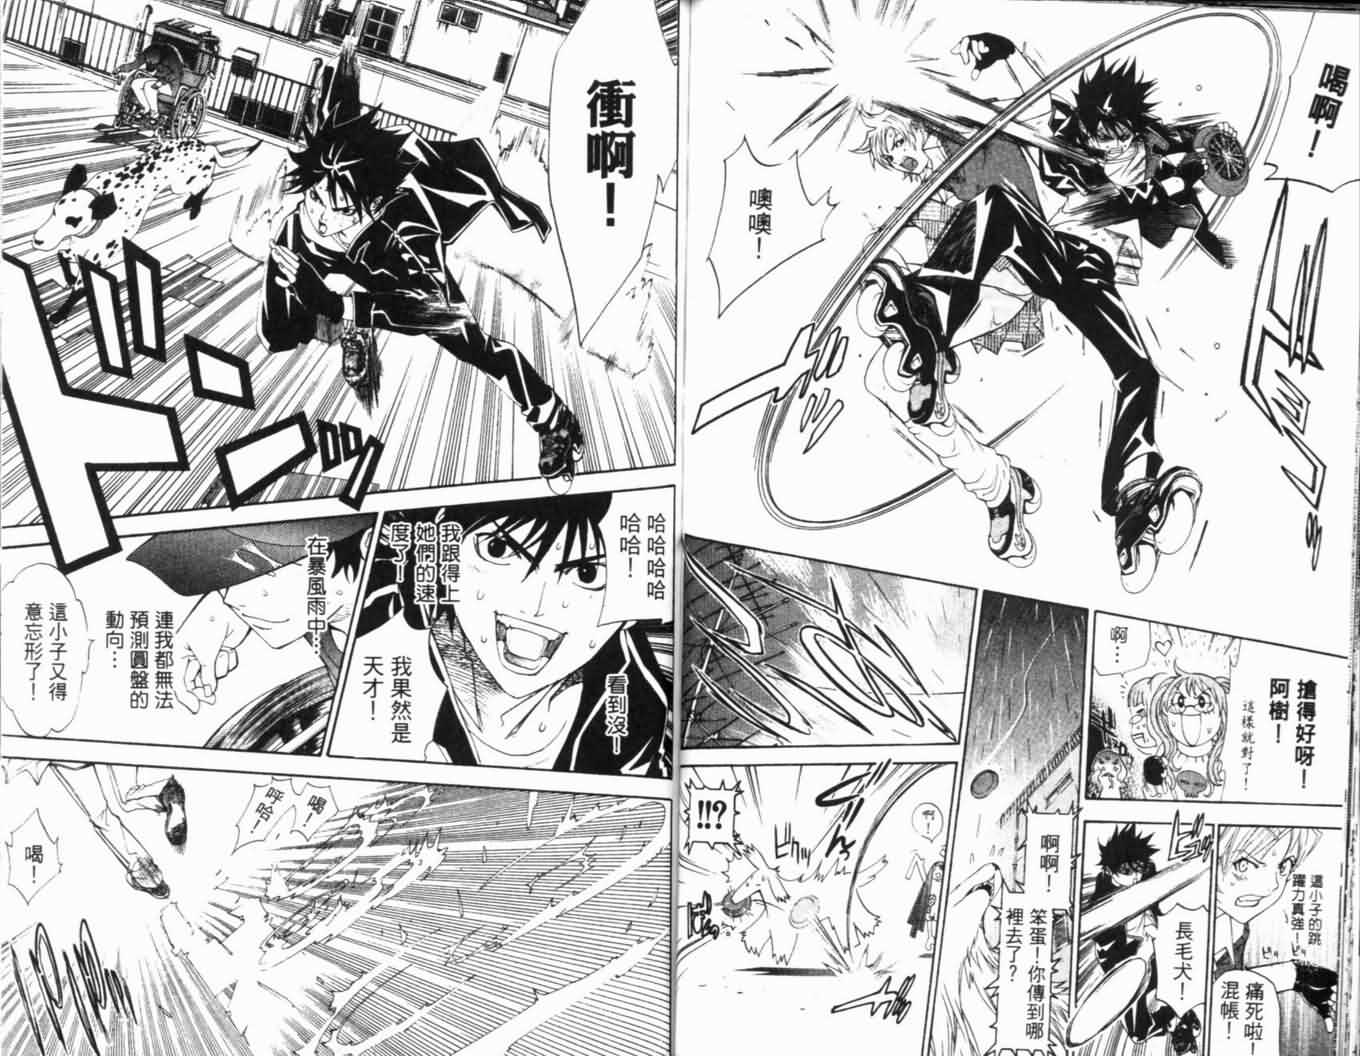 喝啊！
噢噢！
搶得好呀！
阿樹！
這樣就對了！
啊…
這小子的跳
躍力真強！
痛死啦！
混帳！
長毛犬！
啊啊！
笨蛋！你傳到哪
裡去了？
啊！
!!?
衝啊！
ドドドッ
哈哈哈哈
哈哈！
看到沒！
我跟得上
她們的速
度了！
我果然是
天才！
在暴風雨中…
連我都無法
預測圓盤的
動向…
這小子又得
意忘形了！
喝！
呼哈！
喝！